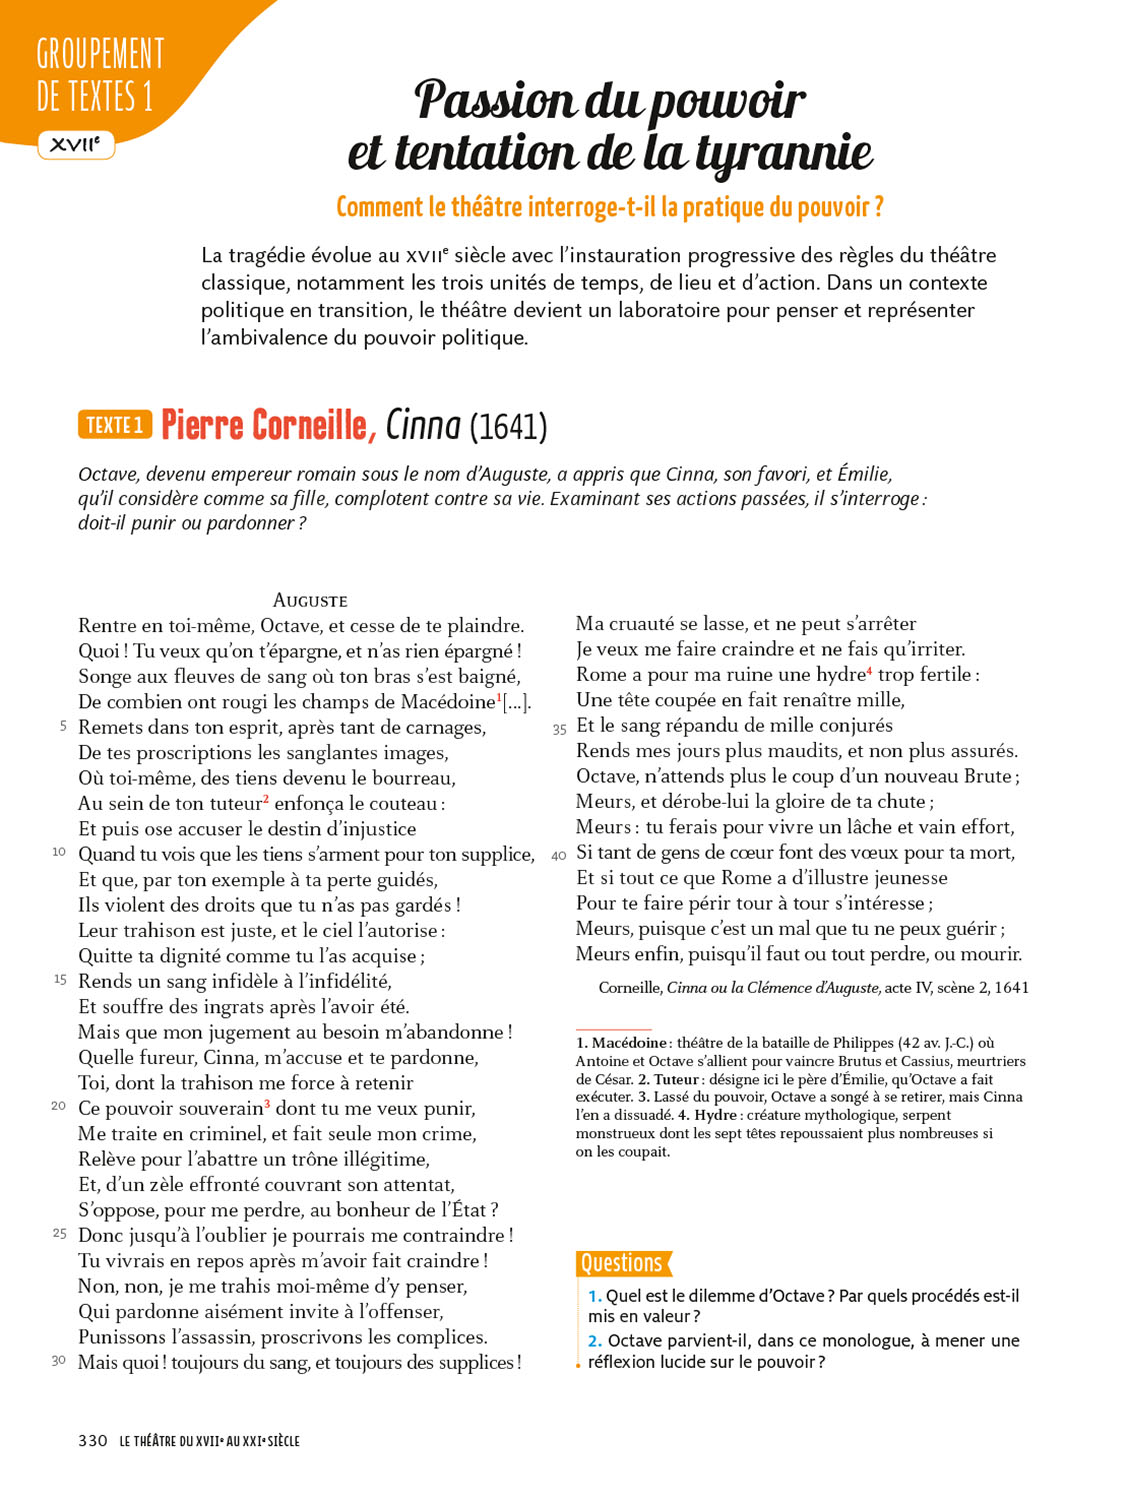 GROUPEMENT
DE TEXTES 1
XVIIe
Passion du pouvoir
et tentation de la tyrannie
Comment le théâtre interroge-t-il la pratique du pouvoir ?
La tragédie évolue au XVIIe siècle avec l'instauration progressive des règles du théâtre
classique, notamment les trois unités de temps, de lieu et d'action. Dans un contexte
politique en transition, le théâtre devient un laboratoire pour penser et représenter
l'ambivalence du pouvoir politique.
TEXTE 1 Pierre Corneille, Cinna (1641)
Octave, devenu empereur romain sous le nom d'Auguste, a appris que Cinna, son favori, et Émilie,
qu'il considère comme sa fille, complotent contre sa vie. Examinant ses actions passées, il s'interroge :
doit-il punir ou pardonner ?
AUGUSTE
Rentre en toi-même, Octave, et cesse de te plaindre.
Quoi ! Tu veux qu'on t'épargne, et n'as rien épargné !
Songe aux fleuves de sang où ton bras s'est baigné,
De combien ont rougi les champs de Macédoine1[...].
5 Remets dans ton esprit, après tant de carnages,
De tes proscriptions les sanglantes images,
Où toi-même, des tiens devenu le bourreau,
Au sein de ton tuteur2 enfonça le couteau :
Et puis ose accuser le destin d'injustice
10 Quand tu vois que les tiens s'arment pour ton supplice,
Et que, par ton exemple à ta perte guidés,
Ils violent des droits que tu n'as pas gardés !
Leur trahison est juste, et le ciel l'autorise :
Quitte ta dignité comme tu l'as acquise ;
15 Rends un sang infidèle à l'infidélité,
Et souffre des ingrats après l'avoir été.
Mais que mon jugement au besoin m'abandonne !
Quelle fureur, Cinna, m'accuse et te pardonne,
Toi, dont la trahison me force à retenir
20 Ce pouvoir souverain3 dont tu me veux punir,
Me traite en criminel, et fait seule mon crime,
Relève pour l'abattre un trône illégitime,
Et, d'un zèle effronté couvrant son attentat,
S'oppose, pour me perdre, au bonheur de l'État ?
25 Donc jusqu'à l'oublier je pourrais me contraindre !
Tu vivrais en repos après m'avoir fait craindre !
Non, non, je me trahis moi-même d'y penser,
Qui pardonne aisément invite à l'offenser,
Punissons l'assassin, proscrivons les complices.
30 Mais quoi ! toujours du sang, et toujours des supplices !
Ma cruauté se lasse, et ne peut s'arrêter
Je veux me faire craindre et ne fais qu'irriter.
Rome a pour ma ruine une hydre4 trop fertile :
Une tête coupée en fait renaître mille,
35 Et le sang répandu de mille conjurés
Rends mes jours plus maudits, et non plus assurés.
Octave, n'attends plus le coup d'un nouveau Brute ;
Meurs, et dérobe-lui la gloire de ta chute ;
Meurs : tu ferais pour vivre un lâche et vain effort,
40 Si tant de gens de cœur font des vœux pour ta mort,
Et si tout ce que Rome a d'illustre jeunesse
Pour te faire périr tour à tour s'intéresse ;
Meurs, puisque c'est un mal que tu ne peux guérir ;
Meurs enfin, puisqu'il faut ou tout perdre, ou mourir.
Corneille, Cinna ou la Clémence d'Auguste, acte IV, scène 2, 1641
1. Macédoine : théâtre de la bataille de Philippes (42 av. J.-C.) où
Antoine et Octave s'allient pour vaincre Brutus et Cassius, meurtriers
de César. 2. Tuteur : désigne ici le père d'Émilie, qu'Octave a fait
exécuter. 3. Lassé du pouvoir, Octave a songé à se retirer, mais Cinna
l'en a dissuadé. 4. Hydre : créature mythologique, serpent
monstrueux dont les sept têtes repoussaient plus nombreuses si
on les coupait.
Questions
1. Quel est le dilemme d'Octave ? Par quels procédés est-il
mis en valeur ?
2. Octave parvient-il, dans ce monologue, à mener une
réflexion lucide sur le pouvoir ?
330 LE THÉÂTRE DU XVIIe AU XXIe SIÈCLE